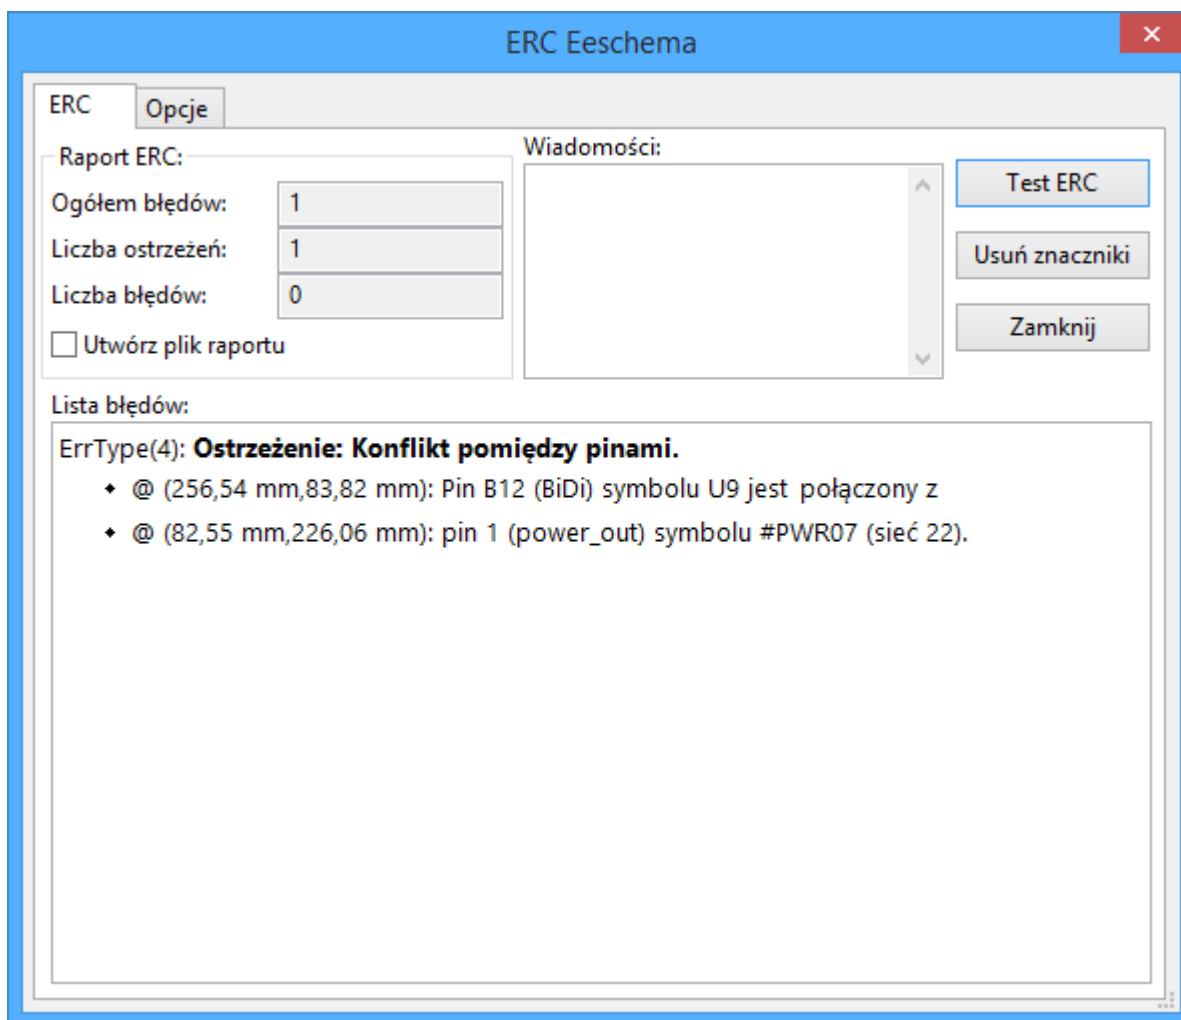 ERC Eeschema
ERC
Opcje
Raport ERC:
Ogółem błędów: 1
Liczba ostrzeżeń: 1
Liczba błędów: 0
Utwórz plik raportu
Wiadomości:
Test ERC
Usuń znaczniki
Zamknij
Lista błędów:
ErrType(4): Ostrzeżenie: Konflikt pomiędzy pinami.
@ (256,54 mm,83,82 mm): Pin B12 (BiDi) symbolu U9 jest połączony z
@ (82,55 mm,226,06 mm): pin 1 (power_out) symbolu #PWR07 (sieć 22).